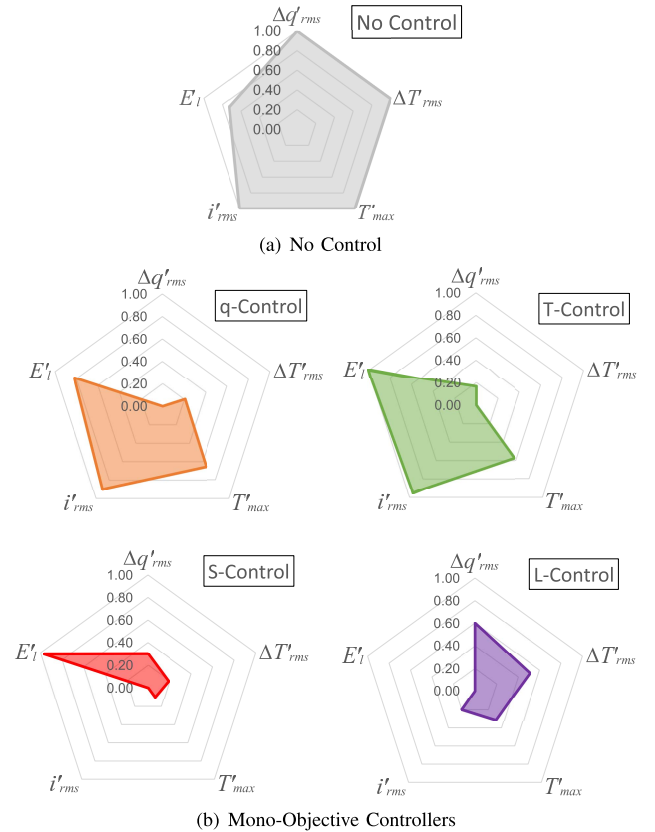 Δq'rms
No Control
1.00
0.80
0.60
0.40
0.20
0.00
E'l
ΔT'rms
i'rms
T'max
(a) No Control
Δq'rms
q-Control
1.00
0.80
0.60
0.40
0.20
0.00
E'l
ΔT'rms
i'rms
T'max
Δq'rms
T-Control
1.00
0.80
0.60
0.40
0.20
0.00
E'l
ΔT'rms
i'rms
T'max
Δq'rms
S-Control
1.00
0.80
0.60
0.40
0.20
0.00
E'l
ΔT'rms
i'rms
T'max
Δq'rms
L-Control
1.00
0.80
0.60
0.40
0.20
0.00
E'l
ΔT'rms
i'rms
T'max
(b) Mono-Objective Controllers